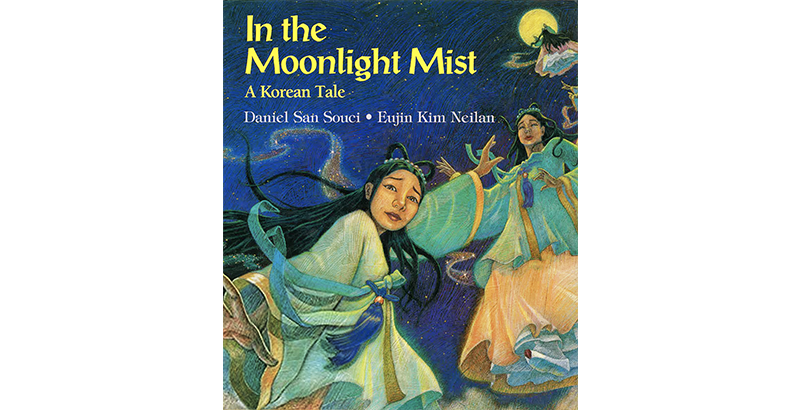 In the
Moonlight Mist
A Korean Tale
Daniel San Souci • Eujin Kim Neilan